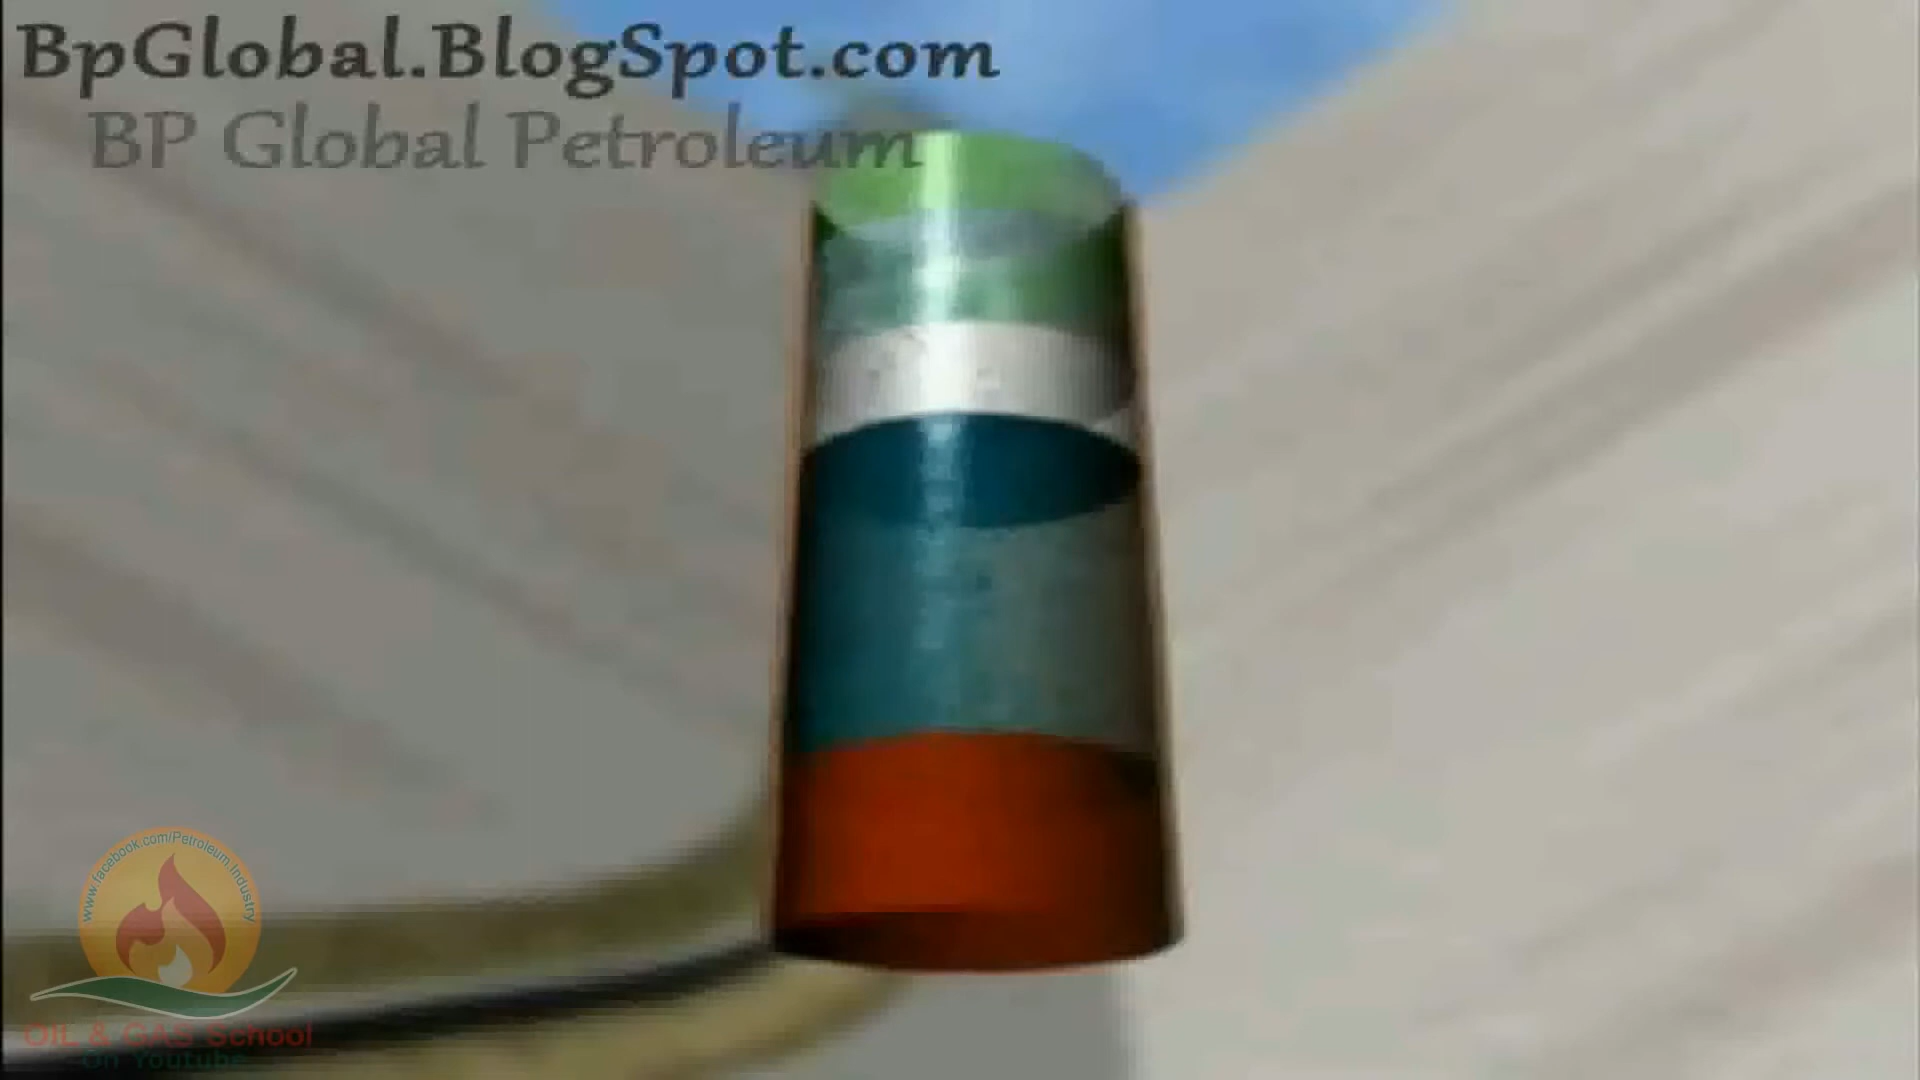 BpGlobal.BlogSpot.com
BP Global Petroleum
www.facebook.com/Petroleum.Industry
OIL & GAS School
On Youtube